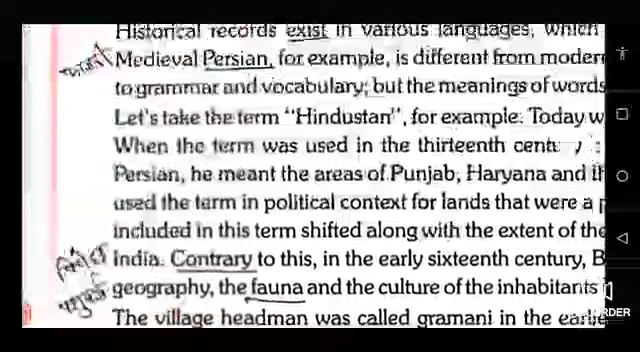 Historical records exist in various languages, which
Medieval Persian, for example, is different from modern
to grammar and vocabulary; but the meanings of words
Let's take the term "Hindustan", for example. Today w
When the term was used in the thirteenth cent
Persian, he meant the areas of Punjab, Haryana and
used the term in political context for lands that were a
included in this term shifted along with the extent of the
India. Contrary to this, in the early sixteenth century, B
geography, the fauna and the culture of the inhabitants
The village headman was called gramani in the earlie